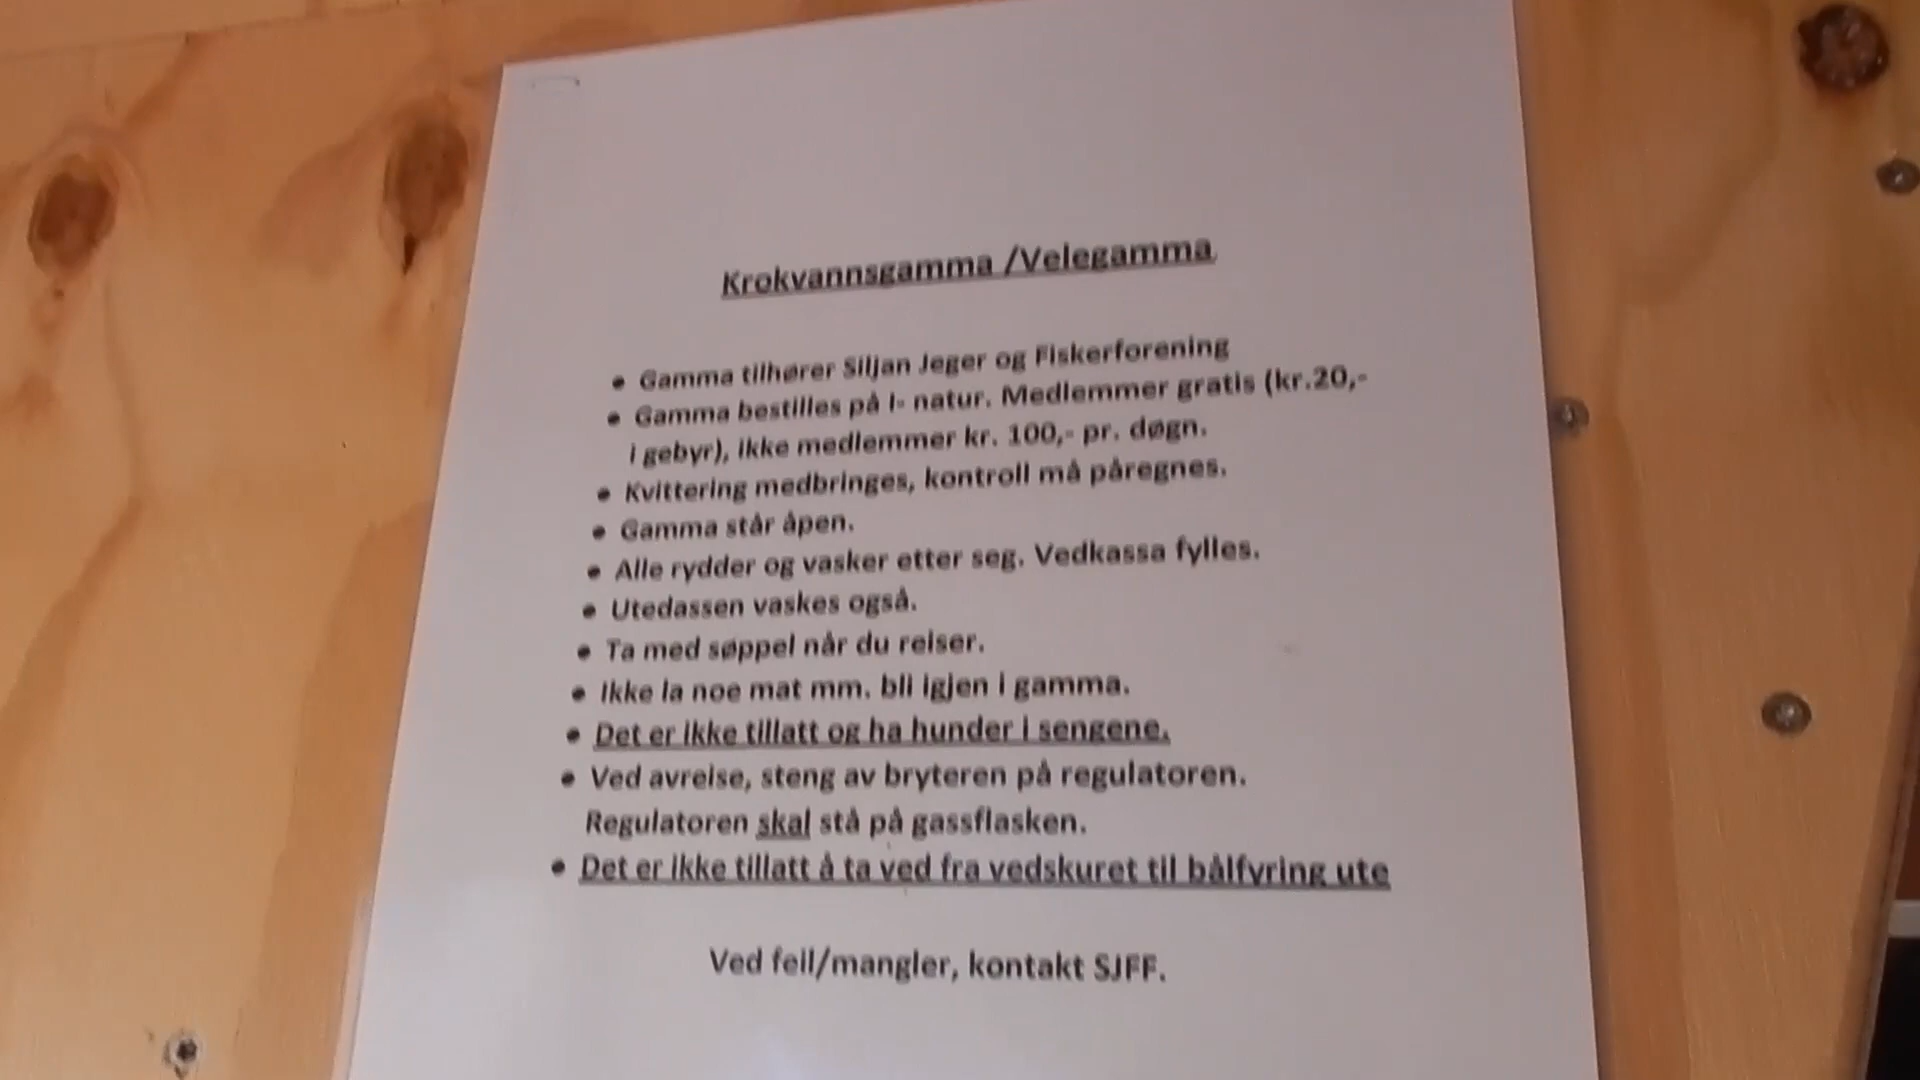 Krokvannsgamma /Velegamma
• Gamma tilhører Siljan Jeger og Fiskerforening
• Gamma bestilles på i- natur. Medlemmer gratis (kr.20,-
i gebyr), ikke medlemmer kr. 100,- pr. døgn.
• Kvittering medbringes, kontroll må påregnes.
• Gamma står åpen.
• Alle rydder og vasker etter seg. Vedkassa fylles.
• Utedassen vaskes også.
• Ta med søppel når du reiser.
• Ikke la noe mat mm. bli igjen i gamma.
• Det er ikke tillatt og ha hunder i sengene.
• Ved avreise, steng av bryteren på regulatoren.
Regulatoren skal stå på gassflasken.
• Det er ikke tillatt å ta ved fra vedskuret til bålfyring ute
Ved feil/mangler, kontakt SJFF.